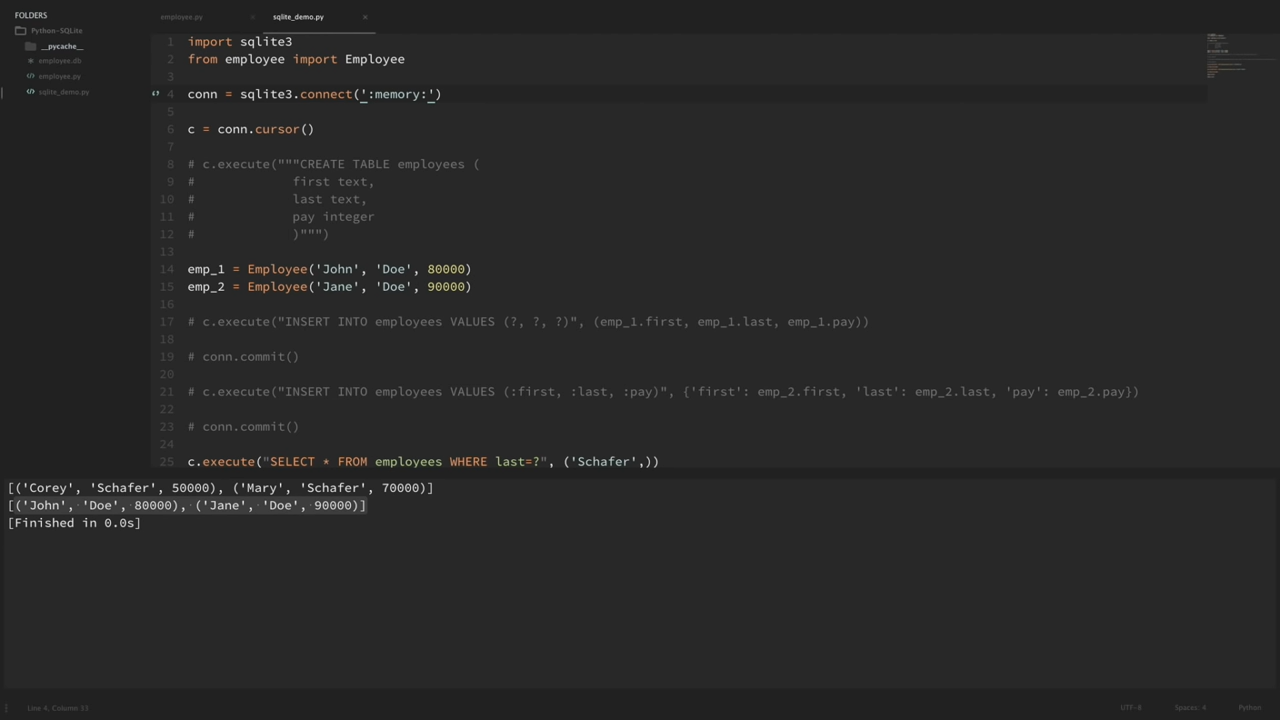 FOLDERS
Python-SQLite
__pycache__
employee.db
employee.py
sqlite_demo.py
employee.py ×
sqlite_demo.py ×
1 import sqlite3
2 from employee import Employee
3
4 conn = sqlite3.connect(':memory:')
5
6 c = conn.cursor()
7
8 # c.execute("""CREATE TABLE employees (
9 #             first text,
10 #             last text,
11 #             pay integer
12 #             )""")
13
14 emp_1 = Employee('John', 'Doe', 80000)
15 emp_2 = Employee('Jane', 'Doe', 90000)
16
17 # c.execute("INSERT INTO employees VALUES (?, ?, ?)", (emp_1.first, emp_1.last, emp_1.pay))
18
19 # conn.commit()
20
21 # c.execute("INSERT INTO employees VALUES (:first, :last, :pay)", {'first': emp_2.first, 'last': emp_2.last, 'pay': emp_2.pay})
22
23 # conn.commit()
24
25 c.execute("SELECT * FROM employees WHERE last=?", ('Schafer',))
[('Corey', 'Schafer', 50000), ('Mary', 'Schafer', 70000)]
[('John', 'Doe', 80000), ('Jane', 'Doe', 90000)]
[Finished in 0.0s]
Line 4, Column 33 UTF-8 Spaces: 4 Python